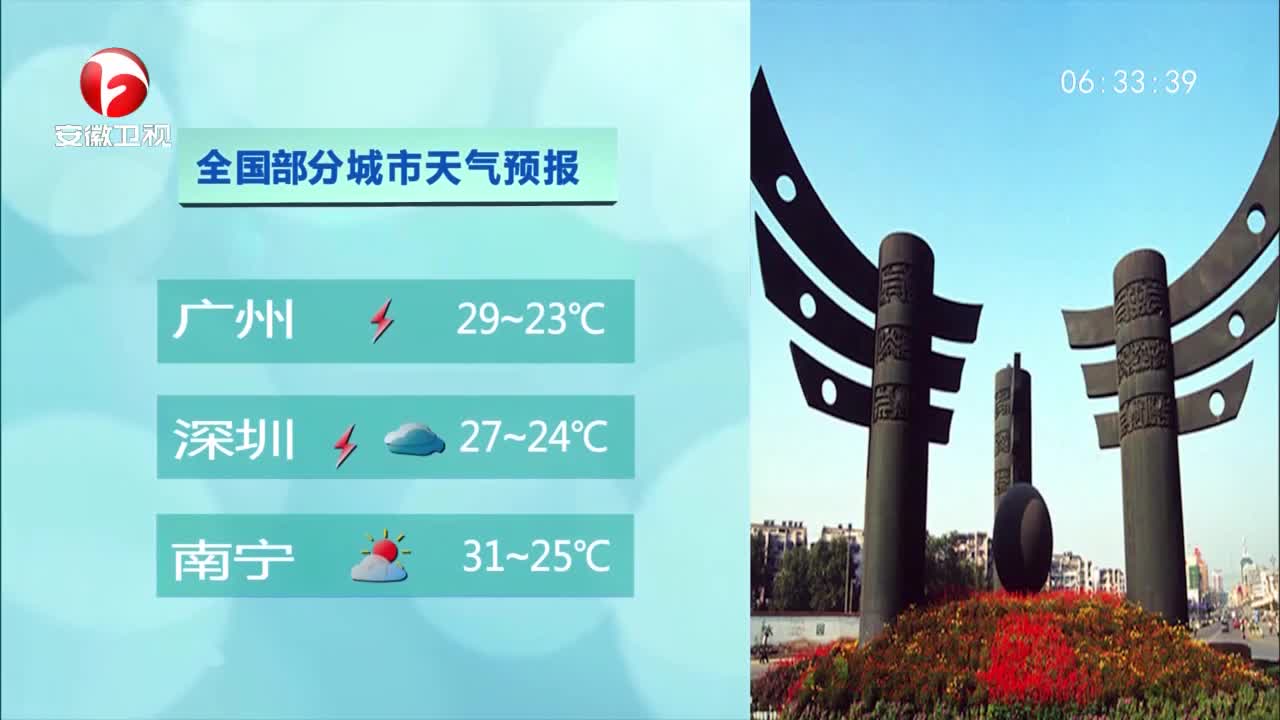 安徽卫视
06:33:39
全国部分城市天气预报
广州 29~23℃
深圳 27~24℃
南宁 31~25℃